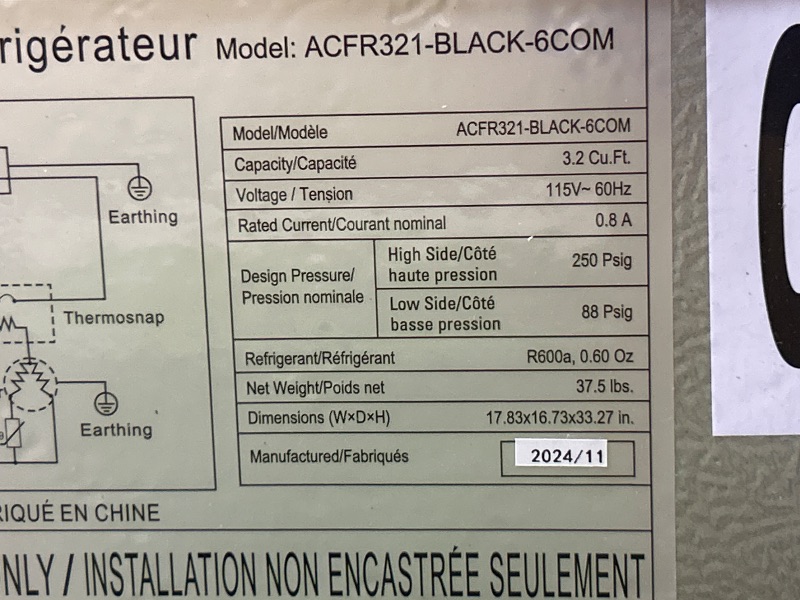 rigérateur Model: ACFR321-BLACK-6COM
Model/Modèle ACFR321-BLACK-6COM
Capacity/Capacité 3.2 Cu.Ft.
Voltage / Tension 115V~ 60Hz
Rated Current/Courant nominal 0.8 A
Design Pressure/
Pression nominale
High Side/Côté
haute pression
250 Psig
Low Side/Côté
basse pression
88 Psig
Refrigerant/Réfrigérant R600a, 0.60 Oz
Net Weight/Poids net 37.5 lbs.
Dimensions (W×D×H) 17.83x16.73x33.27 in.
Manufactured/Fabriqués 2024/11
Earthing
Thermosnap
Earthing
RIQUÉ EN CHINE
ONLY / INSTALLATION NON ENCASTRÉE SEULEMENT